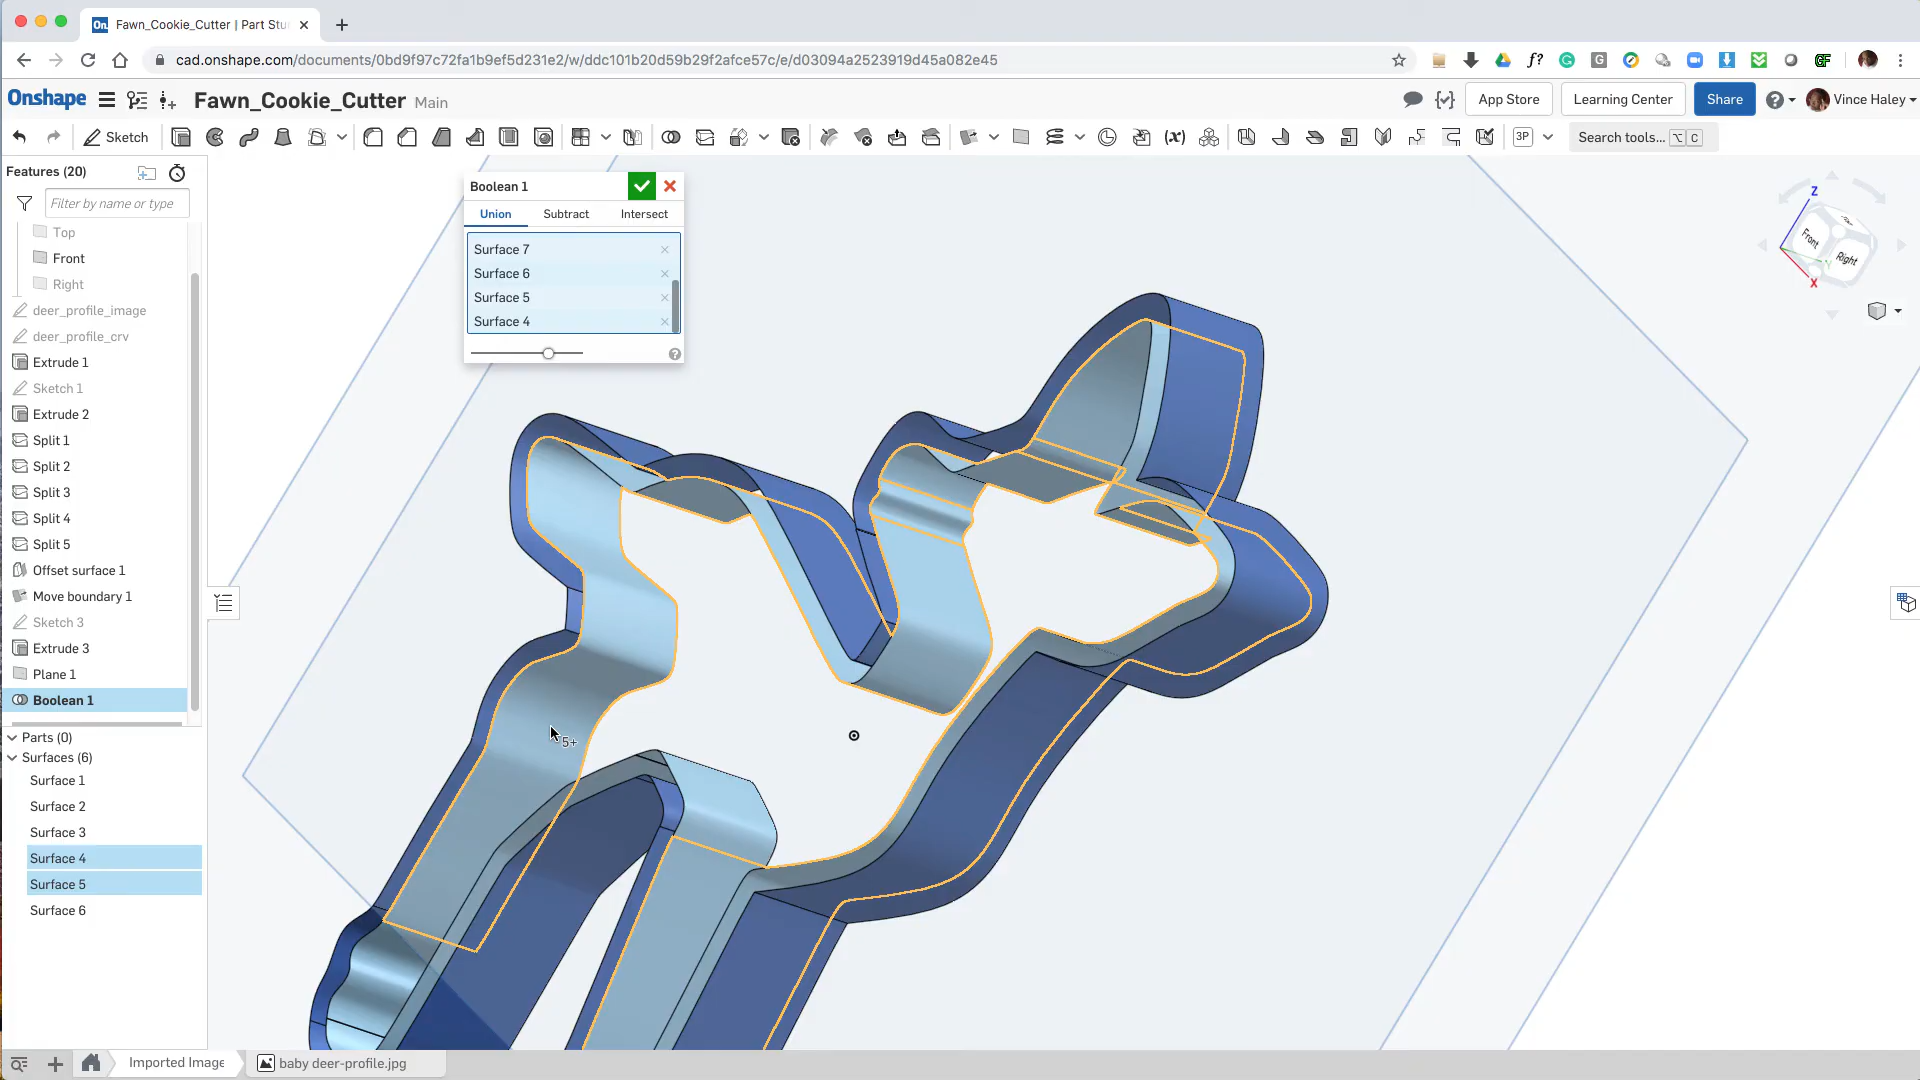 Fawn_Cookie_Cutter | Part Stu
cad.onshape.com/documents/0bd9f97c72fa1b9ef5d231e2/w/ddc101b20d59b29f2afce57c/e/d03094a2523919d45a082e45
Onshape
Fawn_Cookie_Cutter Main
App Store
Learning Center
Share
Vince Haley
Sketch
3P
Search tools... ⌥ C
Features (20)
Filter by name or type
Top
Front
Right
deer_profile_image
deer_profile_crv
Extrude 1
Sketch 1
Extrude 2
Split 1
Split 2
Split 3
Split 4
Split 5
Offset surface 1
Move boundary 1
Sketch 3
Extrude 3
Plane 1
Boolean 1
Parts (0)
Surfaces (6)
Surface 1
Surface 2
Surface 3
Surface 4
Surface 5
Surface 6
Boolean 1
Union Subtract Intersect
Surface 7
Surface 6
Surface 5
Surface 4
5+
Z
Front
Right
Y
X
Imported Image
baby deer-profile.jpg